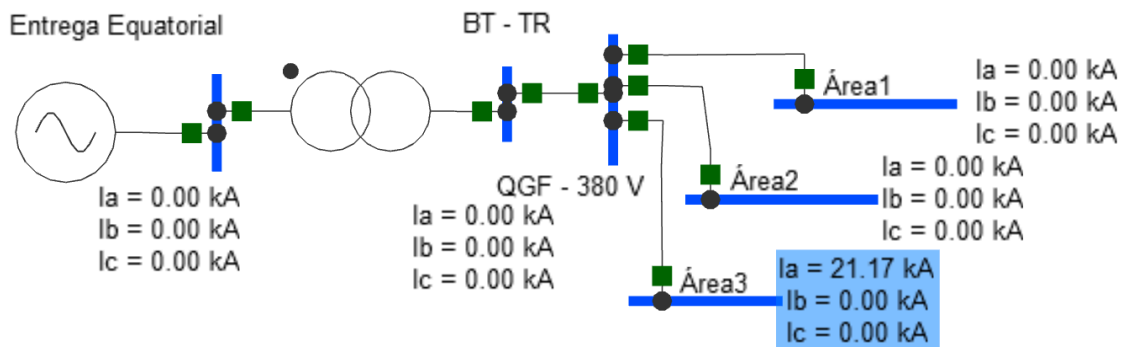 Entrega Equatorial
BT - TR
Área1
Ia = 0.00 kA
Ib = 0.00 kA
Ic = 0.00 kA
Área2
Ia = 0.00 kA
Ib = 0.00 kA
Ic = 0.00 kA
QGF - 380 V
Ia = 0.00 kA
Ib = 0.00 kA
Ic = 0.00 kA
Ia = 0.00 kA
Ib = 0.00 kA
Ic = 0.00 kA
Área3
Ia = 21.17 kA
Ib = 0.00 kA
Ic = 0.00 kA